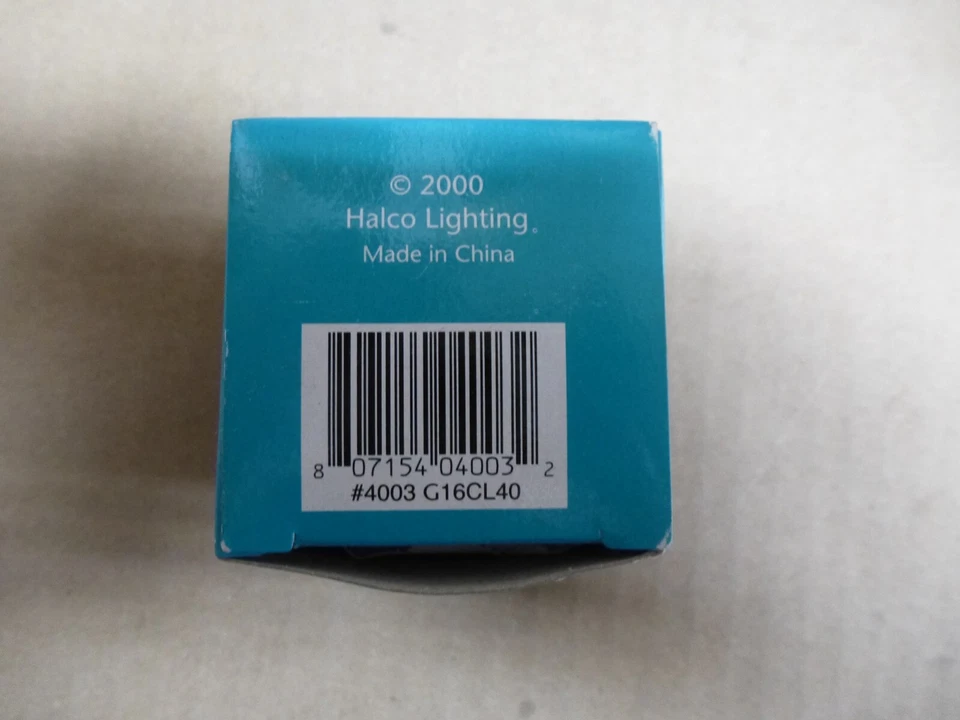 © 2000
Halco Lighting®
Made in China
8 07154 04003 2
#4003 G16CL40